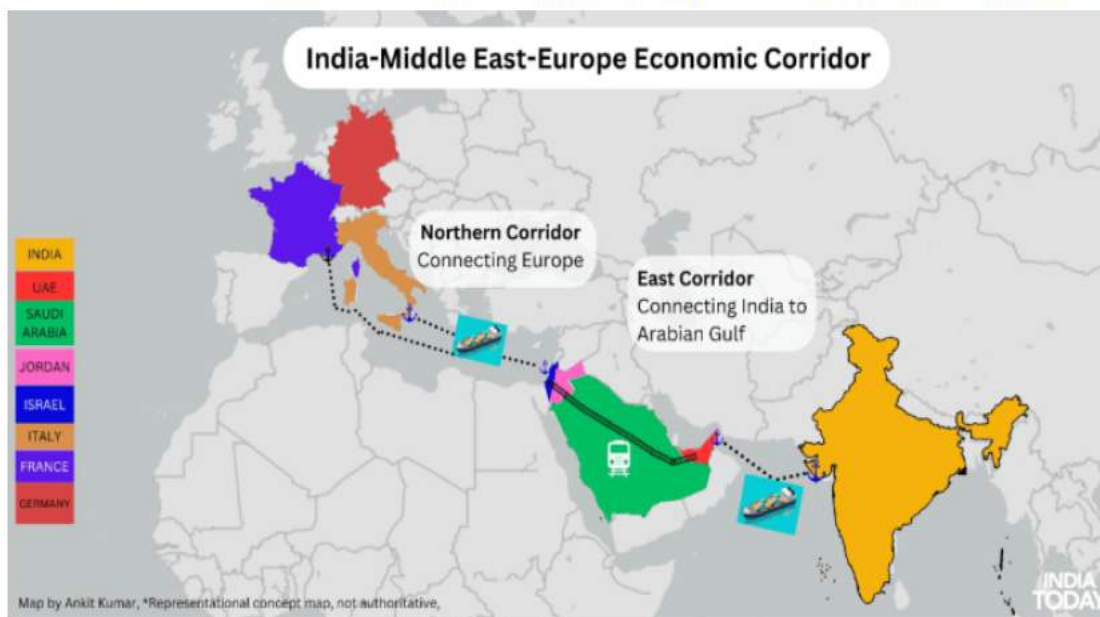 India-Middle East-Europe Economic Corridor
Northern Corridor
Connecting Europe
East Corridor
Connecting India to
Arabian Gulf
INDIA
UAE
SAUDI
ARABIA
JORDAN
ISRAEL
ITALY
FRANCE
GERMANY
Map by Ankit Kumar, *Representational concept map, not authoritative,
INDIA
TODAY